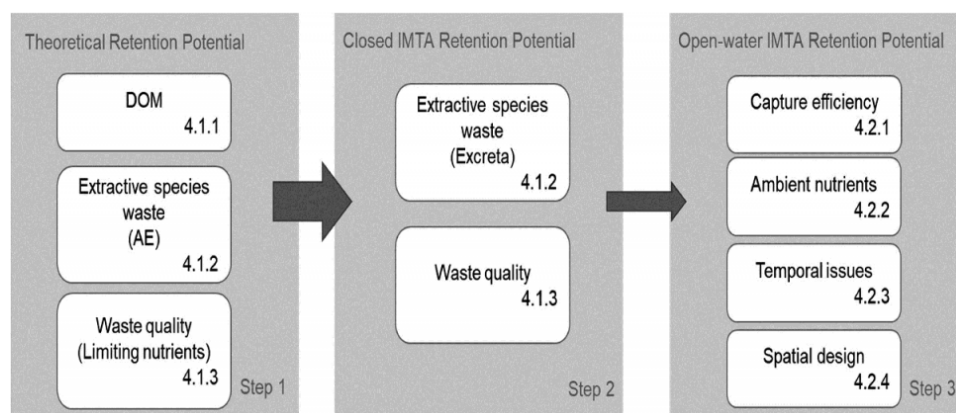 Theoretical Retention Potential
DOM
4.1.1
Extractive species
waste
(AE)
4.1.2
Waste quality
(Limiting nutrients)
4.1.3
Step 1
Closed IMTA Retention Potential
Extractive species
waste
(Excreta)
4.1.2
Waste quality
4.1.3
Step 2
Open-water IMTA Retention Potential
Capture efficiency
4.2.1
Ambient nutrients
4.2.2
Temporal issues
4.2.3
Spatial design
4.2.4
Step 3